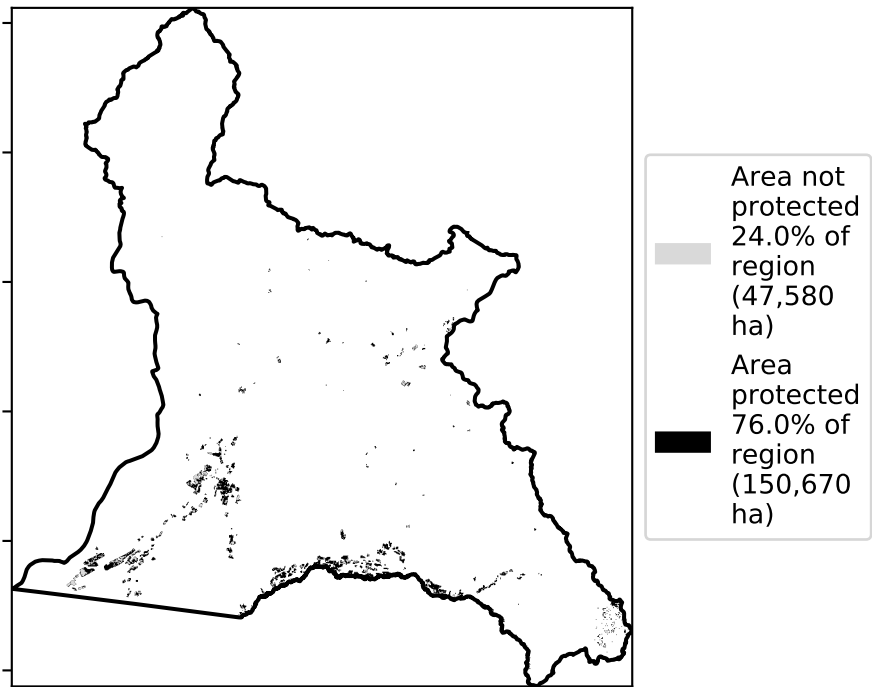 Area not
protected
24.0% of
region
(47,580
ha)
Area
protected
76.0% of
region
(150,670
ha)